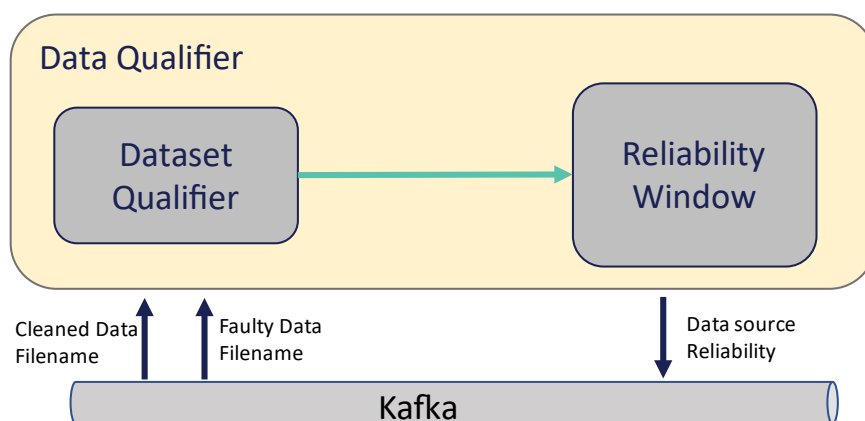 Data Qualifier
Dataset
Qualifier
Reliability
Window
Cleaned Data
Filename
Faulty Data
Filename
Data source
Reliability
Kafka